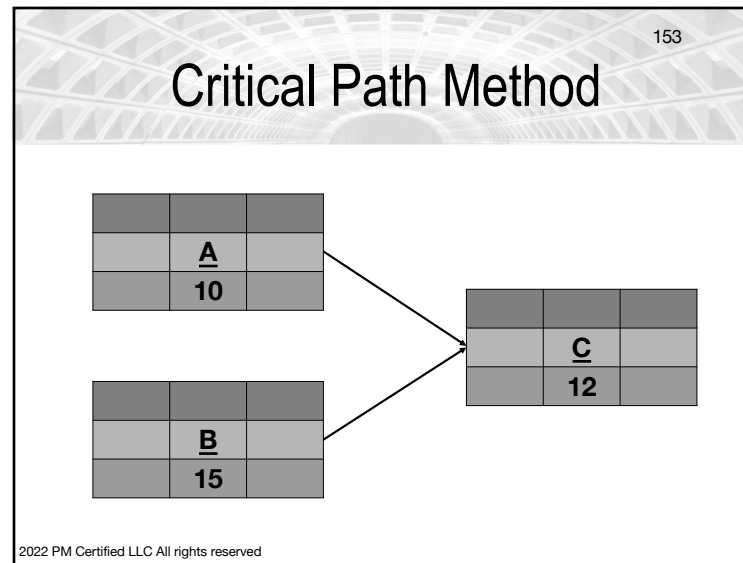 153
Critical Path Method
A
10
B
15
C
12
2022 PM Certified LLC All rights reserved